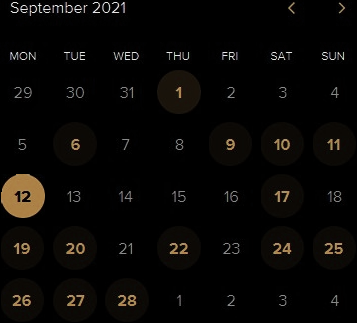 September 2021
MON TUE WED THU FRI SAT SUN
29 30 31 1 2 3 4
5 6 7 8 9 10 11
12 13 14 15 16 17 18
19 20 21 22 23 24 25
26 27 28 1 2 3 4